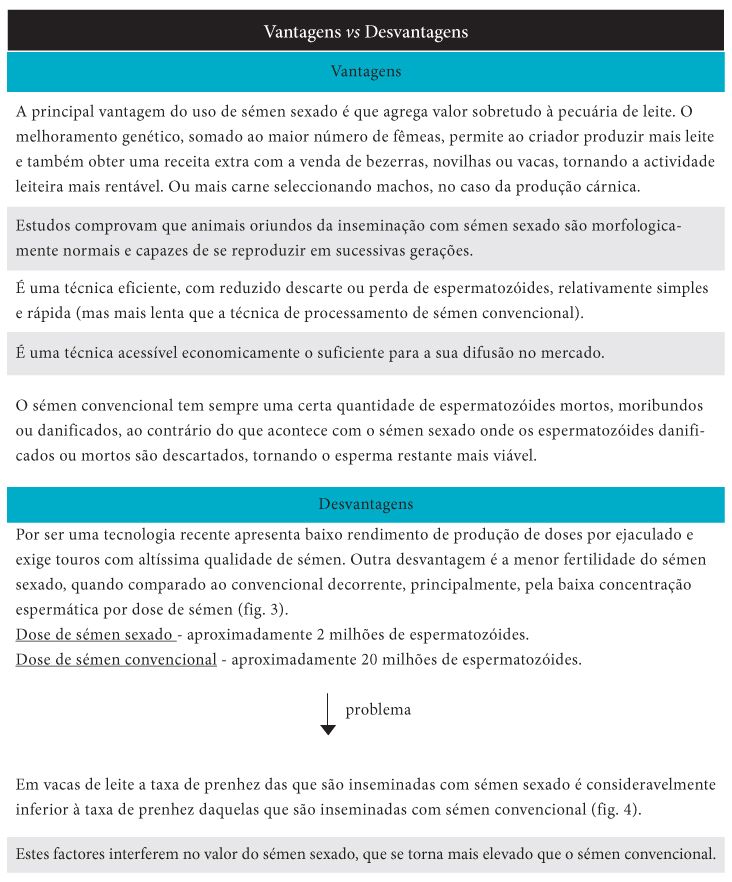 Vantagens vs Desvantagens
Vantagens
A principal vantagem do uso de sémen sexado é que agrega valor sobretudo à pecuária de leite. O
melhoramento genético, somado ao maior número de fêmeas, permite ao criador produzir mais leite
e também obter uma receita extra com a venda de bezerras, novilhas ou vacas, tornando a actividade
leiteira mais rentável. Ou mais carne seleccionando machos, no caso da produção cárnica.
Estudos comprovam que animais oriundos da inseminação com sémen sexado são morfologica-
mente normais e capazes de se reproduzir em sucessivas gerações.
É uma técnica eficiente, com reduzido descarte ou perda de espermatozóides, relativamente simples
e rápida (mas mais lenta que a técnica de processamento de sémen convencional).
É uma técnica acessível economicamente o suficiente para a sua difusão no mercado.
O sémen convencional tem sempre uma certa quantidade de espermatozóides mortos, moribundos
ou danificados, ao contrário do que acontece com o sémen sexado onde os espermatozóides danifi-
cados ou mortos são descartados, tornando o esperma restante mais viável.
Desvantagens
Por ser uma tecnologia recente apresenta baixo rendimento de produção de doses por ejaculado e
exige touros com altíssima qualidade de sémen. Outra desvantagem é a menor fertilidade do sémen
sexado, quando comparado ao convencional decorrente, principalmente, pela baixa concentração
espermática por dose de sémen (fig. 3).
Dose de sémen sexado - aproximadamente 2 milhões de espermatozóides.
Dose de sémen convencional - aproximadamente 20 milhões de espermatozóides.
problema
Em vacas de leite a taxa de prenhez das que são inseminadas com sémen sexado é consideravelmente
inferior à taxa de prenhez daquelas que são inseminadas com sémen convencional (fig. 4).
Estes factores interferem no valor do sémen sexado, que se torna mais elevado que o sémen convencional.